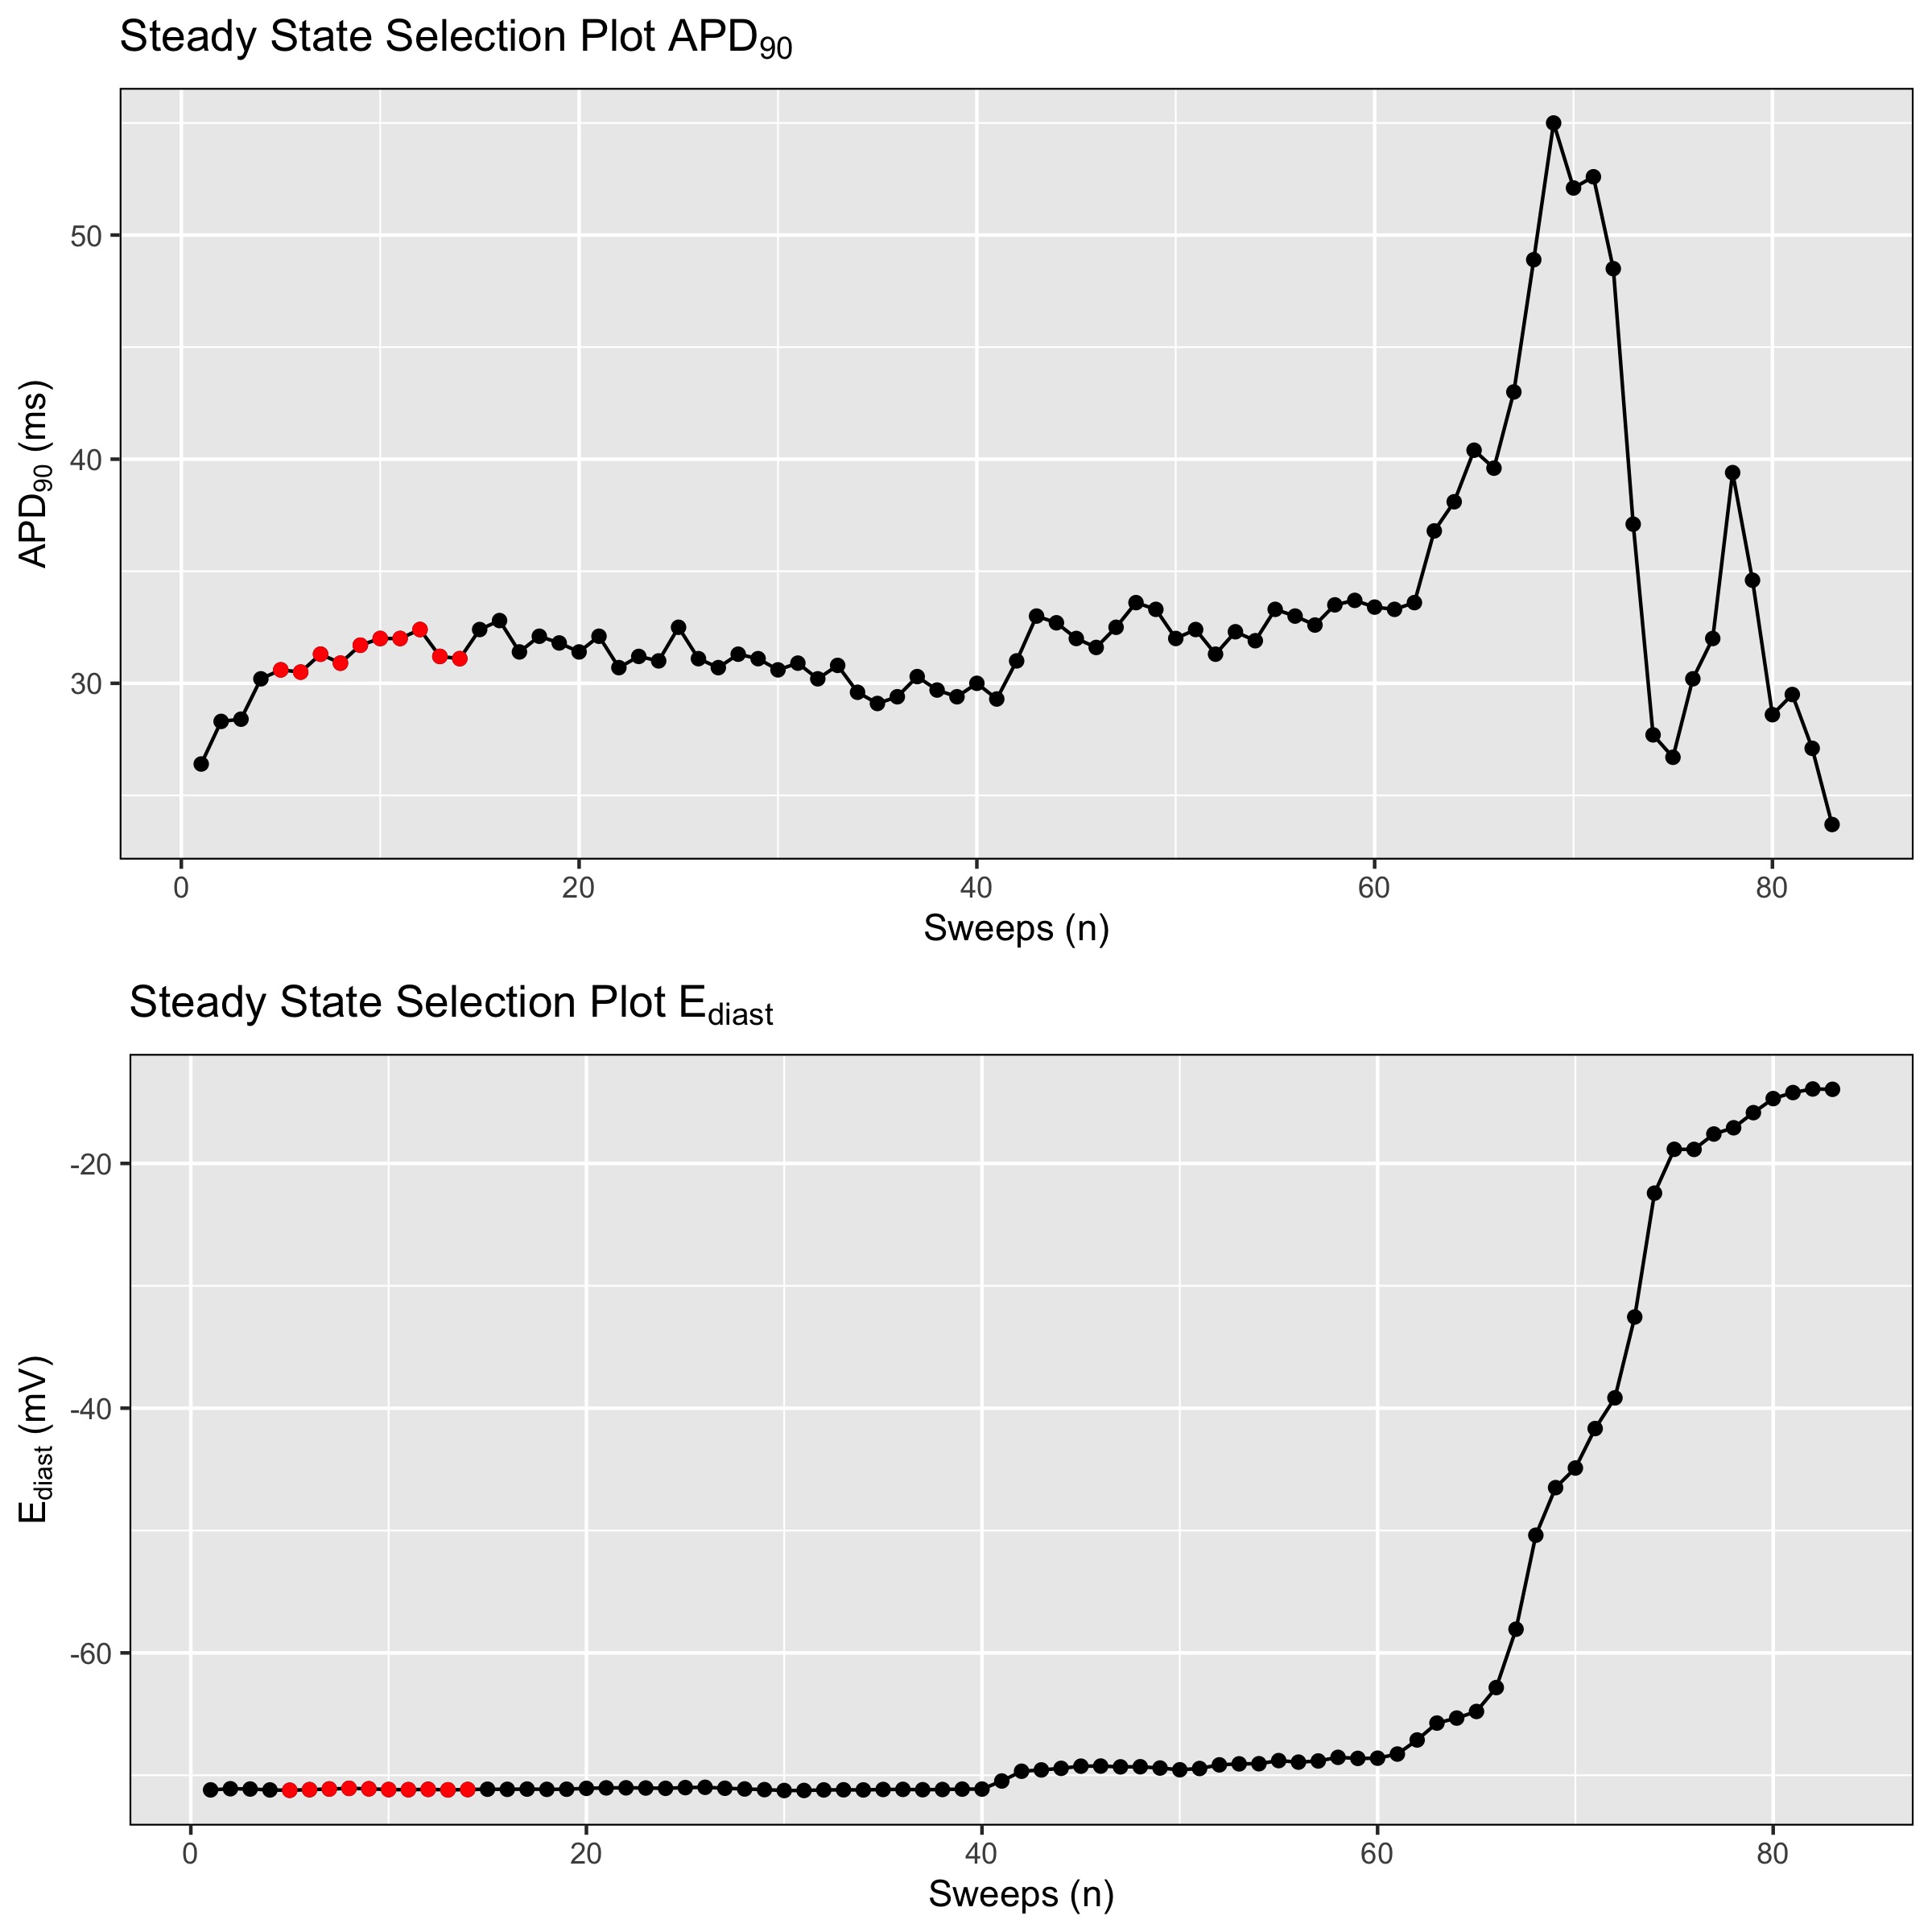 Steady State Selection Plot APD90
50
40
30
APD90 (ms)
0 20 40 60 80
Sweeps (n)
Steady State Selection Plot Ediast
-20
-40
-60
Ediast (mV)
0 20 40 60 80
Sweeps (n)